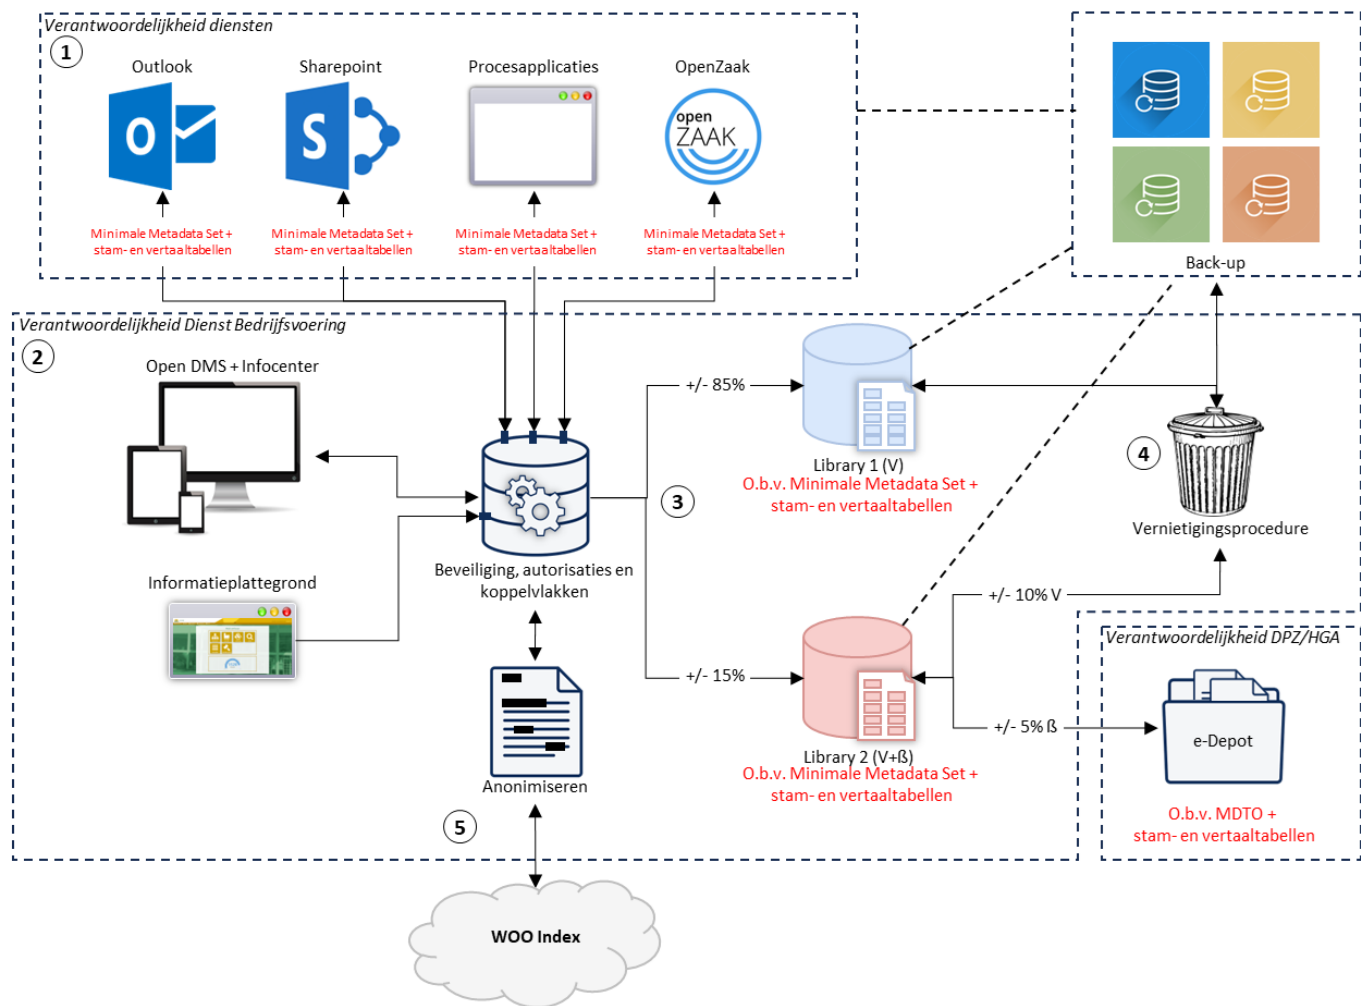 Verantwoordelijkheid diensten
1
Outlook
Sharepoint
Procesapplicaties
OpenZaak
O
S
open
ZAAK
Minimale Metadata Set +
stam- en vertaaltabellen
Minimale Metadata Set +
stam- en vertaaltabellen
Minimale Metadata Set +
stam- en vertaaltabellen
Minimale Metadata Set +
stam- en vertaaltabellen
Back-up
Verantwoordelijkheid Dienst Bedrijfsvoering
2
Open DMS + Infocenter
+/- 85%
Library 1 (V)
O.b.v. Minimale Metadata Set +
stam- en vertaaltabellen
3
4
Vernietigingsprocedure
Beveiliging, autorisaties en
koppelvlakken
Informatieplattegrond
+/- 10% V
+/- 15%
Library 2 (V+ß)
O.b.v. Minimale Metadata Set +
stam- en vertaaltabellen
+/- 5% ß
Verantwoordelijkheid DPZ/HGA
e-Depot
O.b.v. MDTO +
stam- en vertaaltabellen
Anonimiseren
5
WOO Index